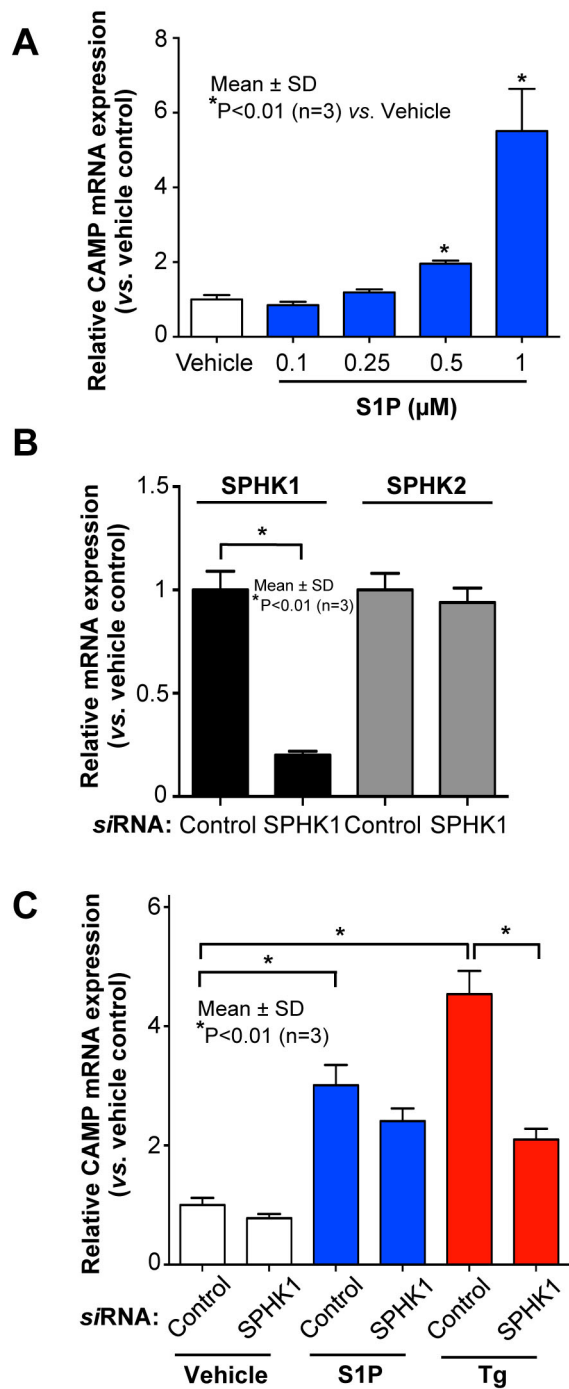 A
Relative CAMP mRNA expression
(vs. vehicle control)
8
6
4
2
0
Mean ± SD
*P<0.01 (n=3) vs. Vehicle
*
*
Vehicle 0.1 0.25 0.5 1
S1P (µM)
B
Relative mRNA expression
(vs. vehicle control)
1.5
1
0.5
0
SPHK1 SPHK2
*
Mean ± SD
*P<0.01 (n=3)
siRNA: Control SPHK1 Control SPHK1
C
Relative CAMP mRNA expression
(vs. vehicle control)
6
4
2
0
*
*
*
Mean ± SD
*P<0.01 (n=3)
siRNA: Control SPHK1 Control SPHK1 Control SPHK1
Vehicle S1P Tg